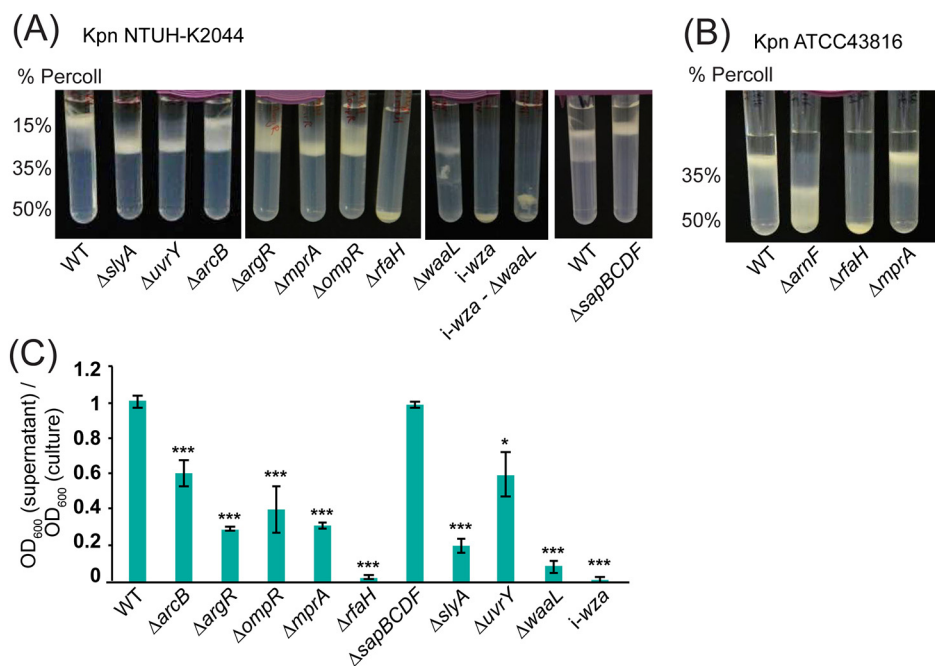 (A) Kpn NTUH-K2044
% Percoll
15%
35%
50%
WT
ΔslyA
ΔuvrY
ΔarcB
ΔargR
ΔmprA
ΔompR
ΔrfaH
ΔwaaL
i-wza
i-wza - ΔwaaL
WT
ΔsapBCDF
(B) Kpn ATCC43816
% Percoll
35%
50%
WT
ΔarnF
ΔrfaH
ΔmprA
(C)
OD600 (supernatant) /
OD600 (culture)
1.2
1
0.8
0.6
0.4
0.2
0
***
***
***
***
***
***
*
***
***
WT
ΔarcB
ΔargR
ΔompR
ΔmprA
ΔrfaH
ΔsapBCDF
ΔslyA
ΔuvrY
ΔwaaL
i-wza